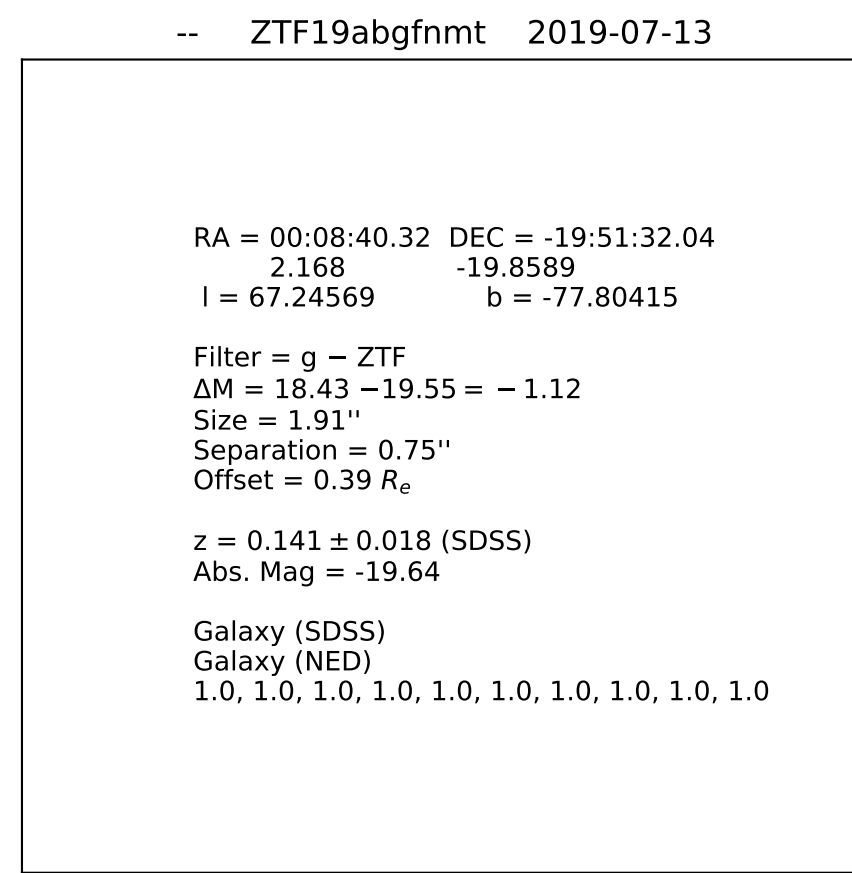 -- ZTF19abgfnmt 2019-07-13
RA = 00:08:40.32 DEC = -19:51:32.04
2.168 -19.8589
l = 67.24569 b = -77.80415
Filter = g − ZTF
ΔM = 18.43 −19.55 = − 1.12
Size = 1.91''
Separation = 0.75''
Offset = 0.39 Rₑ
z = 0.141 ± 0.018 (SDSS)
Abs. Mag = -19.64
Galaxy (SDSS)
Galaxy (NED)
1.0, 1.0, 1.0, 1.0, 1.0, 1.0, 1.0, 1.0, 1.0, 1.0